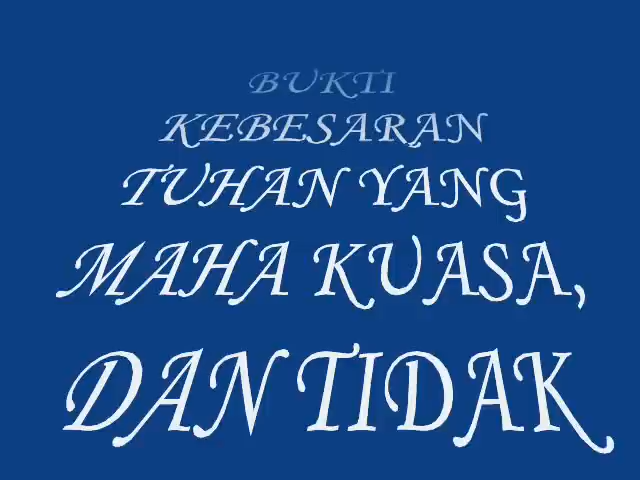 BUKTI
KEBESARAN
TUHAN YANG
MAHA KUASA,
DAN TIDAK